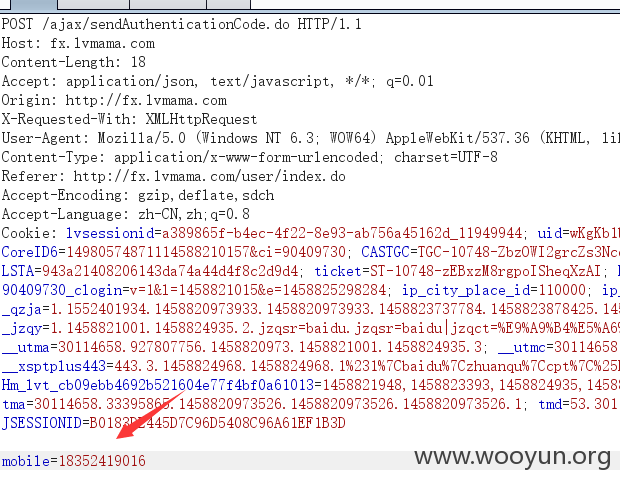 POST /ajax/sendAuthenticationCode.do HTTP/1.1
Host: fx.lvmama.com
Content-Length: 18
Accept: application/json, text/javascript, */*; q=0.01
Origin: http://fx.lvmama.com
X-Requested-With: XMLHttpRequest
User-Agent: Mozilla/5.0 (Windows NT 6.3; WOW64) AppleWebKit/537.36 (KHTML, lil
Content-Type: application/x-www-form-urlencoded; charset=UTF-8
Referer: http://fx.lvmama.com/user/index.do
Accept-Encoding: gzip,deflate,sdch
Accept-Language: zh-CN,zh;q=0.8
Cookie: lvsessionid=a389865f-b4ec-4f22-8e93-ab756a45162d_11949944; uid=wKgKb1
CoreID6=14980574871114588210157&ci=90409730; CASTGC=TGC-10748-ZbzOWI2grcZs3Nc
LSTA=943a21408206143da74a44d4f8c2d9d4; ticket=ST-10748-zEBxzM8rgpoISheqXzAI;
90409730_clogin=v=1&l=1458821015&e=1458825298284; ip_city_place_id=110000; ip_
_qzja=1.1552401934.1458820973933.1458820973933.1458823737784.1458823878425.14
_jzqy=1.1458821001.1458824935.2.jzqsr=baidu.jzqsr=baidu|jzqct=%E9%A9%B4%E5%A6
__utma=30114658.927807756.1458820973.1458821001.1458824935.3; __utmc=30114658
__xsptplus443=443.3.1458824968.1458824968.1%231%7Cbaidu%7Czhuanqu%7Ccpt%7C%25
Hm_lvt_cb09ebb4692b521604e77f4bf0a61013=1458821948,1458823393,1458824935,1458
tma=30114658.33395865.1458820973526.1458820973526.1458820973526.1; tmd=53.301
mobile=18352419016
www.wooyun.org